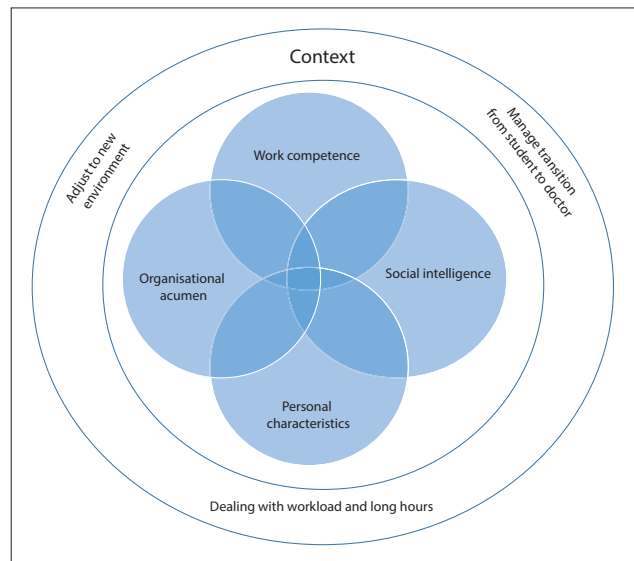 Context
Adjust to new
environment
Manage transition
from student to doctor
Work competence
Organisational
acumen
Social intelligence
Personal
characteristics
Dealing with workload and long hours